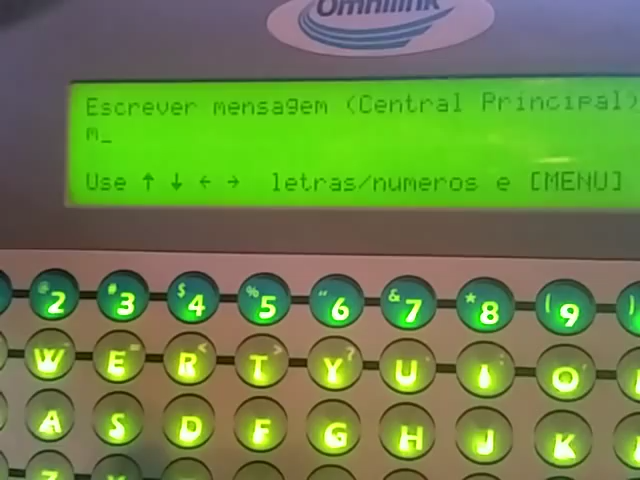 Omnilink
Escrever mensagem (Central Principal)
m_
Use ↑ ↓ ← → letras/numeros e [MENU]
@2 #3 $4 %5 "6 &7 *8 (9 )
W E = R < T > Y ? U I : O
A S D F G H J K
Z X